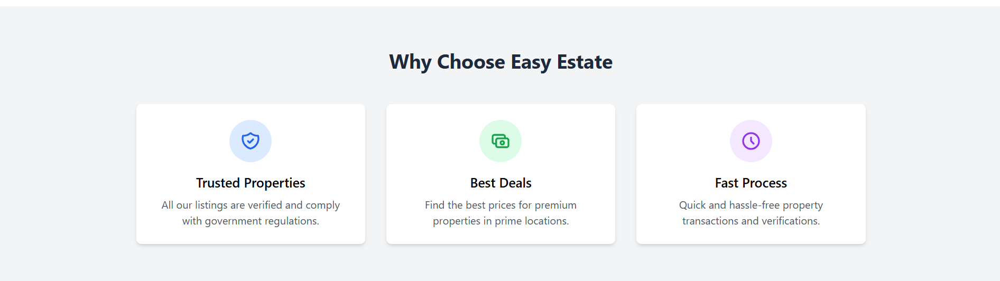 Why Choose Easy Estate
Trusted Properties
All our listings are verified and comply
with government regulations.
Best Deals
Find the best prices for premium
properties in prime locations.
Fast Process
Quick and hassle-free property
transactions and verifications.